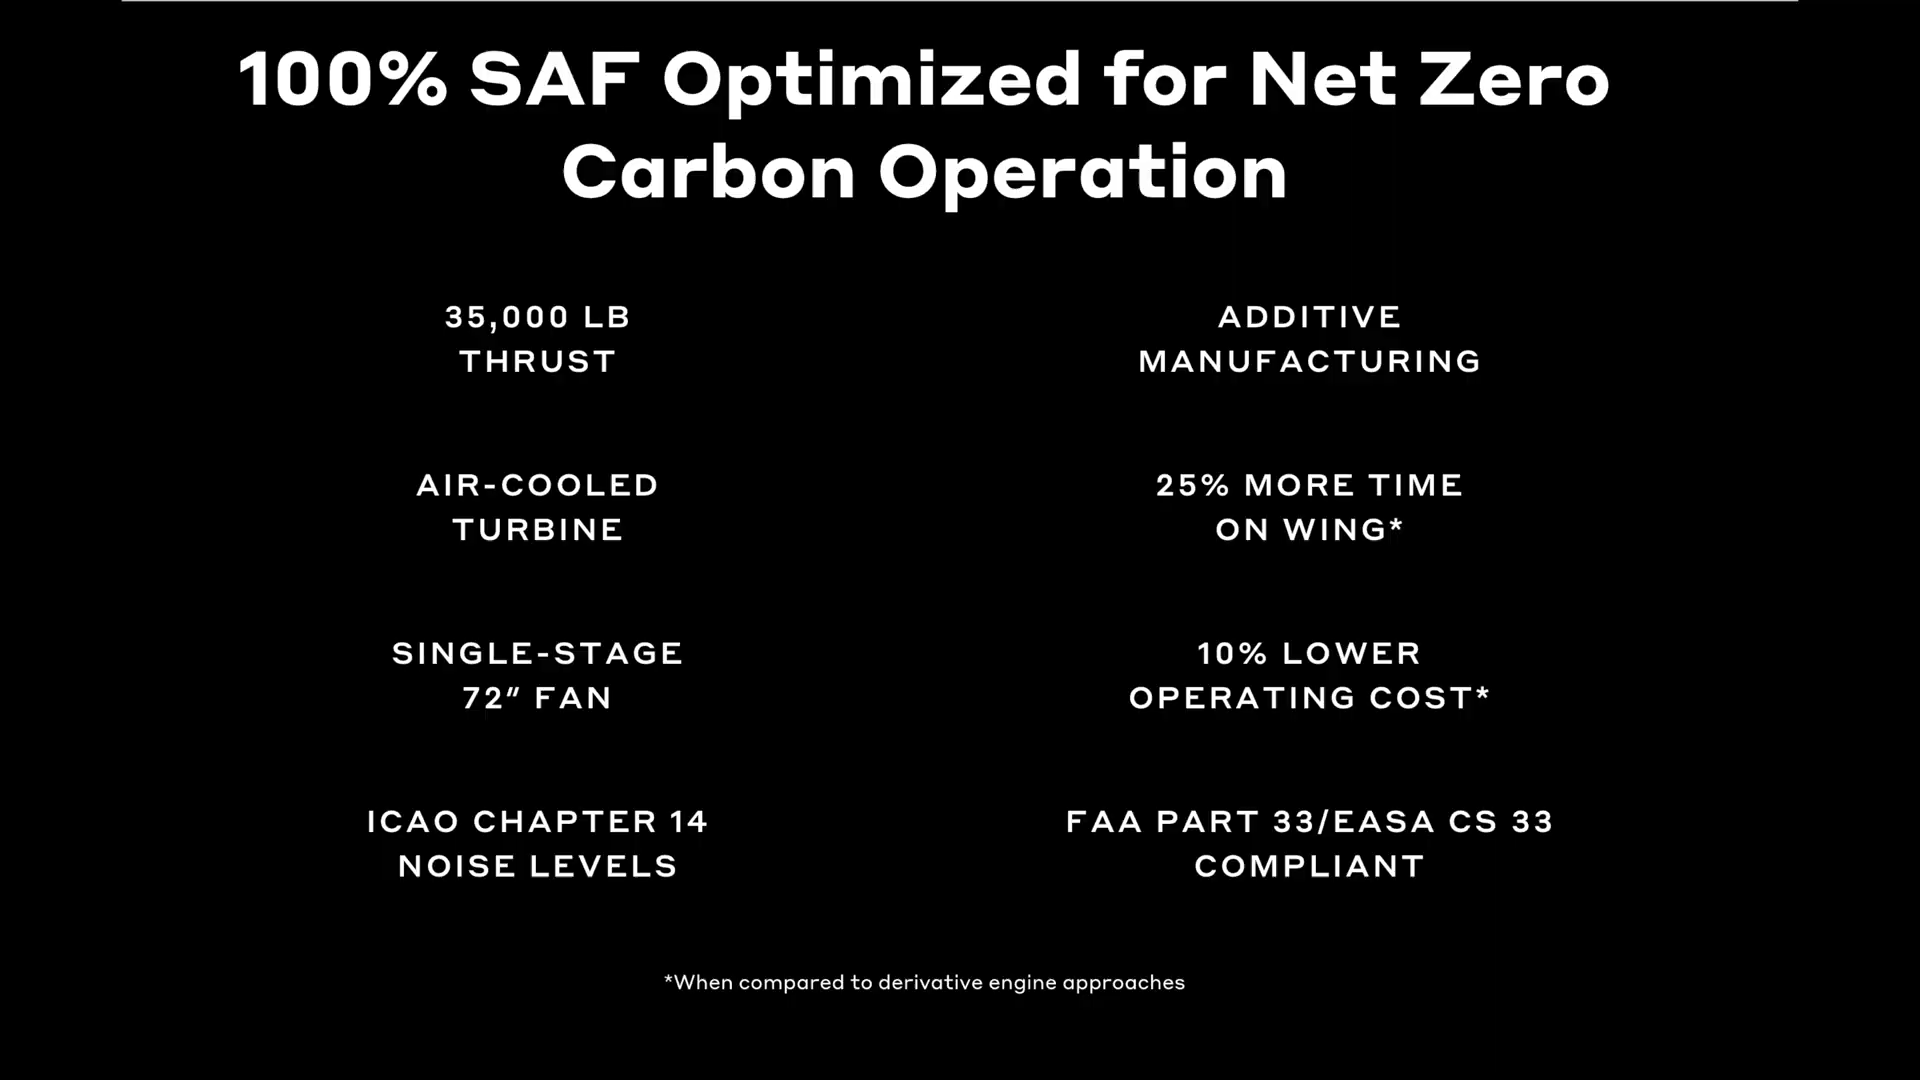 100% SAF Optimized for Net Zero
Carbon Operation
35,000 LB
THRUST
ADDITIVE
MANUFACTURING
AIR-COOLED
TURBINE
25% MORE TIME
ON WING*
SINGLE-STAGE
72” FAN
10% LOWER
OPERATING COST*
ICAO CHAPTER 14
NOISE LEVELS
FAA PART 33/EASA CS 33
COMPLIANT
*When compared to derivative engine approaches